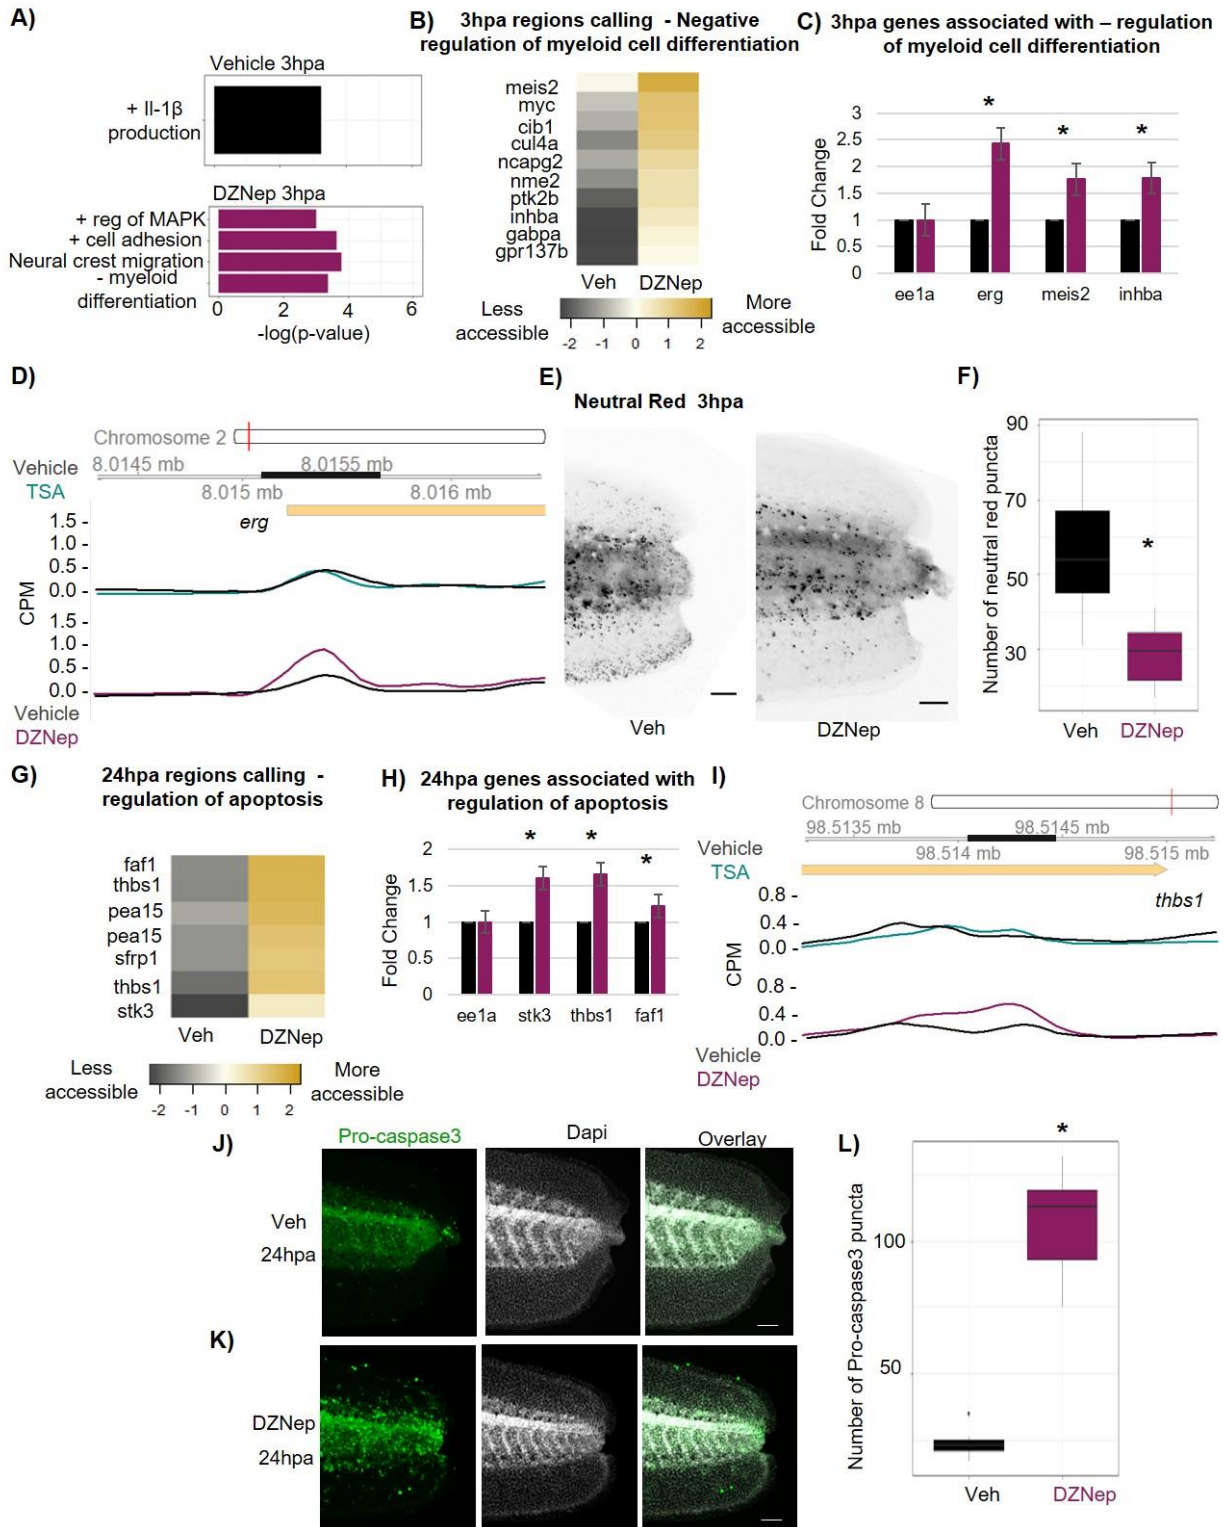 A)
Vehicle 3hpa
+ Il-1β
production
DZNep 3hpa
+ reg of MAPK
+ cell adhesion
Neural crest migration
- myeloid
differentiation
0 2 4 6
-log(p-value)
B) 3hpa regions calling - Negative
regulation of myeloid cell differentiation
meis2
myc
cib1
cul4a
ncapg2
nme2
ptk2b
inhba
gabpa
gpr137b
Veh DZNep
Less
accessible
More
accessible
-2 -1 0 1 2
C) 3hpa genes associated with – regulation
of myeloid cell differentiation
Fold Change
3
2.5
2
1.5
1
0.5
0
* * *
ee1a erg meis2 inhba
D)
Chromosome 2
Vehicle
TSA
8.0145 mb 8.0155 mb
8.015 mb 8.016 mb
erg
CPM
1.5 -
1.0 -
0.5 -
0.0 -
1.5 -
1.0 -
0.5 -
0.0 -
Vehicle
DZNep
E)
Neutral Red 3hpa
Veh DZNep
F)
Number of neutral red puncta
90
70
50
30
*
Veh DZNep
G) 24hpa regions calling -
regulation of apoptosis
faf1
thbs1
pea15
pea15
sfrp1
thbs1
stk3
Veh DZNep
Less
accessible
More
accessible
-2 -1 0 1 2
H) 24hpa genes associated with
regulation of apoptosis
Fold Change
2
1
0.5
0
* * *
ee1a stk3 thbs1 faf1
I)
Chromosome 8
Vehicle
TSA
98.5135 mb 98.5145 mb
98.514 mb 98.515 mb
thbs1
CPM
0.8 -
0.4 -
0.0 -
0.8 -
0.4 -
0.0 -
Vehicle
DZNep
J) Pro-caspase3 Dapi Overlay
Veh
24hpa
K)
DZNep
24hpa
L)
Number of Pro-caspase3 puncta
*
100
50
Veh DZNep